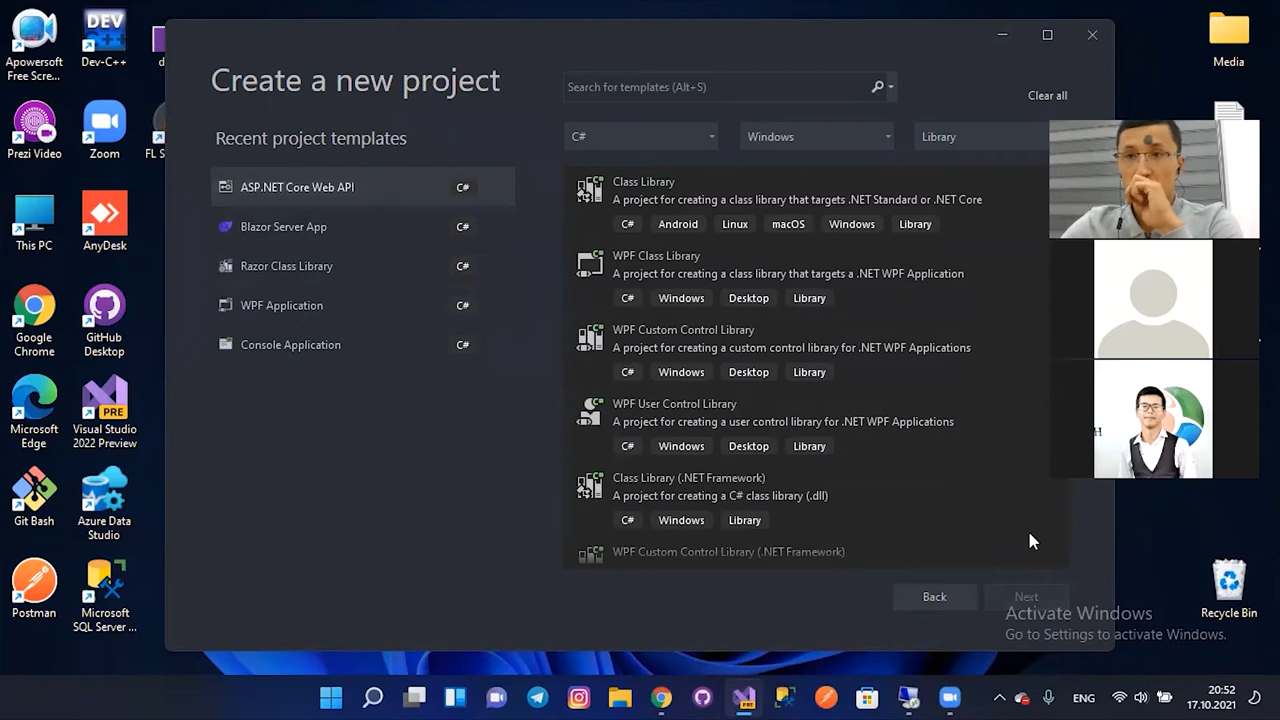 Apowersoft
Free Scre...
Dev-C++
d
Prezi Video
Zoom
FL S
This PC
AnyDesk
Google
Chrome
GitHub
Desktop
Microsoft
Edge
Visual Studio
2022 Preview
Git Bash
Azure Data
Studio
Postman
Microsoft
SQL Server ...
DEV
PRE
Create a new project
Recent project templates
ASP.NET Core Web API C#
Blazor Server App C#
Razor Class Library C#
WPF Application C#
Console Application C#
Search for templates (Alt+S)
Clear all
C# Windows Library
Class Library
A project for creating a class library that targets .NET Standard or .NET Core
C# Android Linux macOS Windows Library
WPF Class Library
A project for creating a class library that targets a .NET WPF Application
C# Windows Desktop Library
WPF Custom Control Library
A project for creating a custom control library for .NET WPF Applications
C# Windows Desktop Library
WPF User Control Library
A project for creating a user control library for .NET WPF Applications
C# Windows Desktop Library
Class Library (.NET Framework)
A project for creating a C# class library (.dll)
C# Windows Library
WPF Custom Control Library (.NET Framework)
Back Next
Activate Windows
Go to Settings to activate Windows.
Media
H
Recycle Bin
PRE
ENG
20:52
17.10.2021